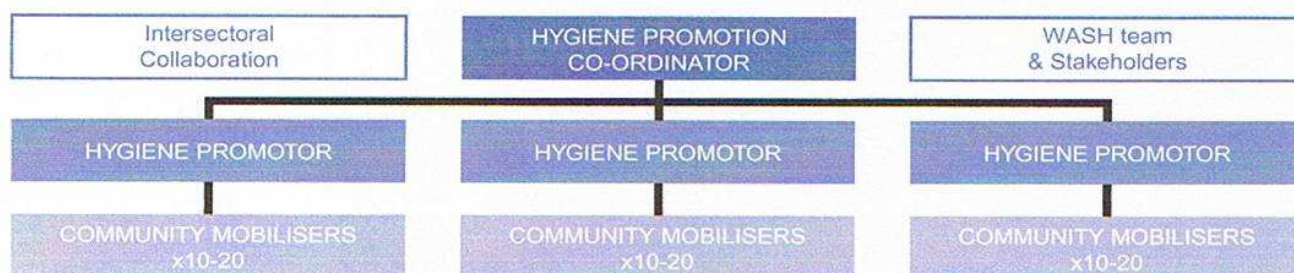 Intersectoral
Collaboration
HYGIENE PROMOTION
CO-ORDINATOR
WASH team
& Stakeholders
HYGIENE PROMOTOR
HYGIENE PROMOTOR
HYGIENE PROMOTOR
COMMUNITY MOBILISERS
x10-20
COMMUNITY MOBILISERS
x10-20
COMMUNITY MOBILISERS
x10-20